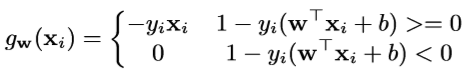 g_w(x_i) = { −y_i x_i   1 − y_i(w^⊤ x_i + b) >= 0
0   1 − y_i(w^⊤ x_i + b) < 0